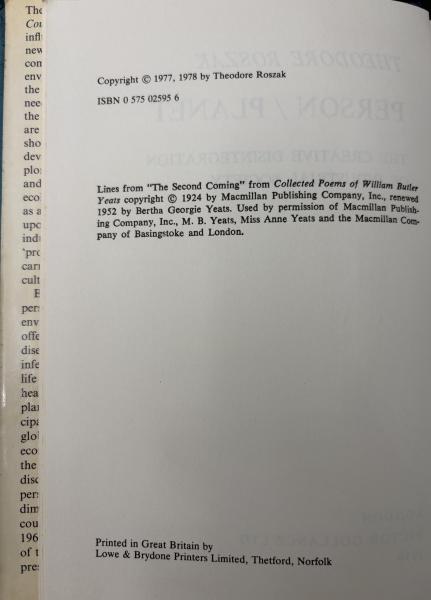 Copyright © 1977, 1978 by Theodore Roszak
ISBN 0 575 02595 6
Lines from "The Second Coming" from Collected Poems of William Butler
Yeats copyright © 1924 by Macmillan Publishing Company, Inc., renewed
1952 by Bertha Georgie Yeats. Used by permission of Macmillan Publish-
ing Company, Inc., M. B. Yeats, Miss Anne Yeats and the Macmillan Com-
pany of Basingstoke and London.
Printed in Great Britain by
Lowe & Brydone Printers Limited, Thetford, Norfolk